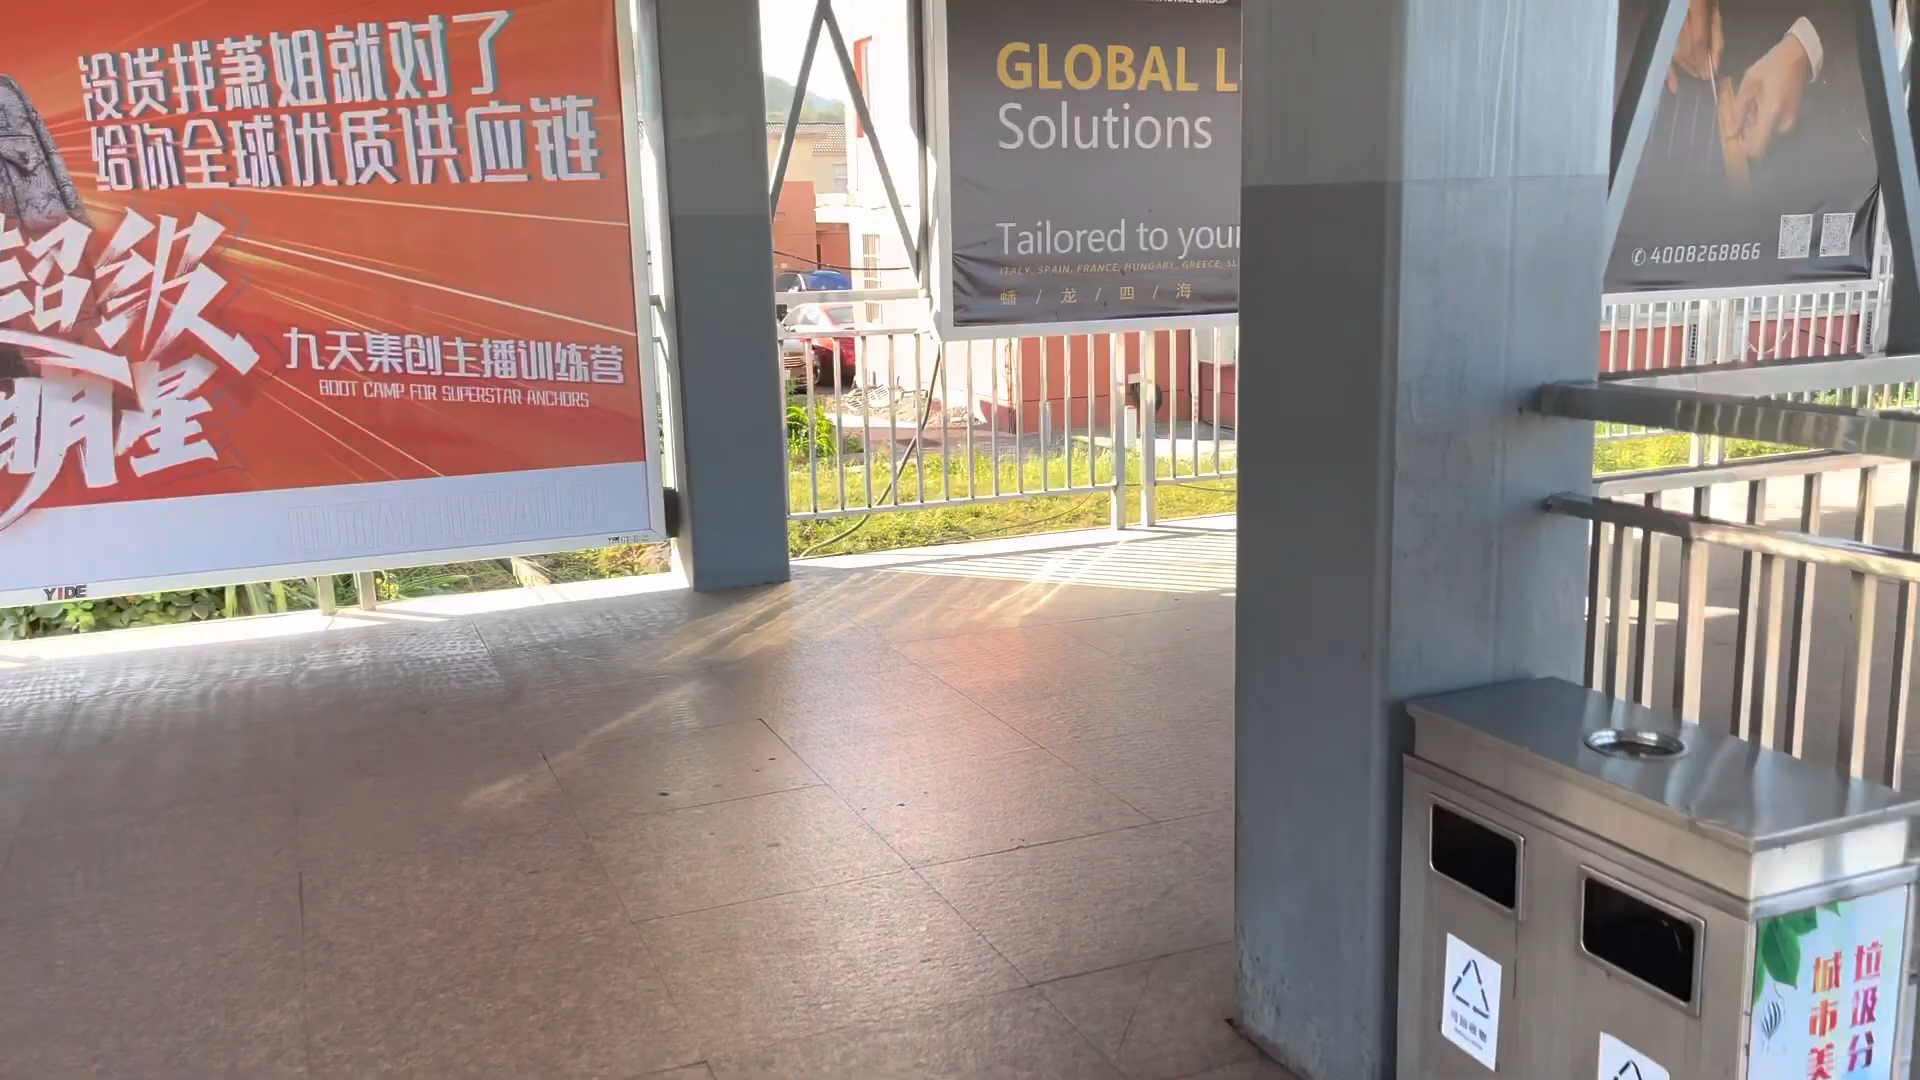 没货找萧姐就对了
给你全球优质供应链
超级
明星
九天集创主播训练营
BOOT CAMP FOR SUPERSTAR ANCHORS
YIDE
GLOBAL L
Solutions
Tailored to your
ITALY, SPAIN, FRANCE, HUNGARY, GREECE, SL
蟠 / 龙 / 四 / 海
4008268866
垃圾分
城市美